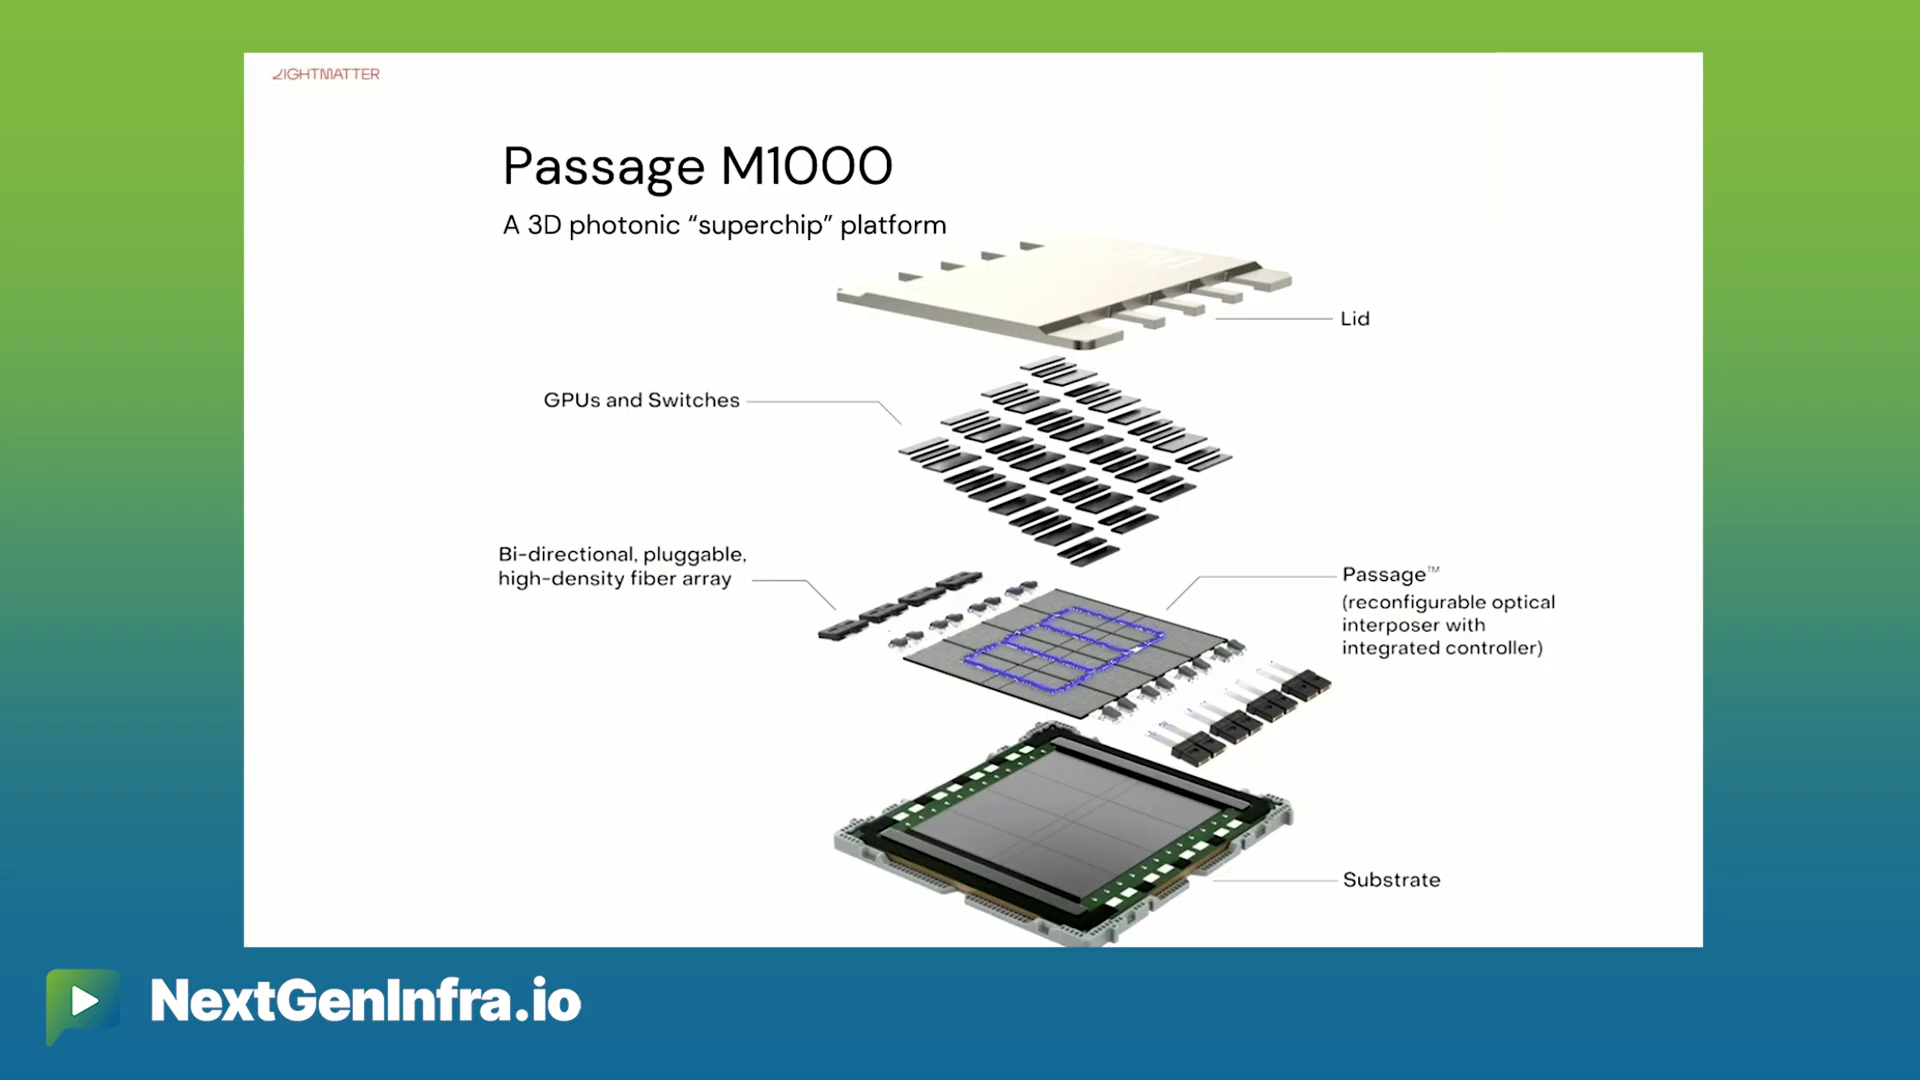 LIGHTMATTER
Passage M1000
A 3D photonic “superchip” platform
Lid
GPUs and Switches
Bi-directional, pluggable,
high-density fiber array
Passage™
(reconfigurable optical
interposer with
integrated controller)
Substrate
NextGenInfra.io